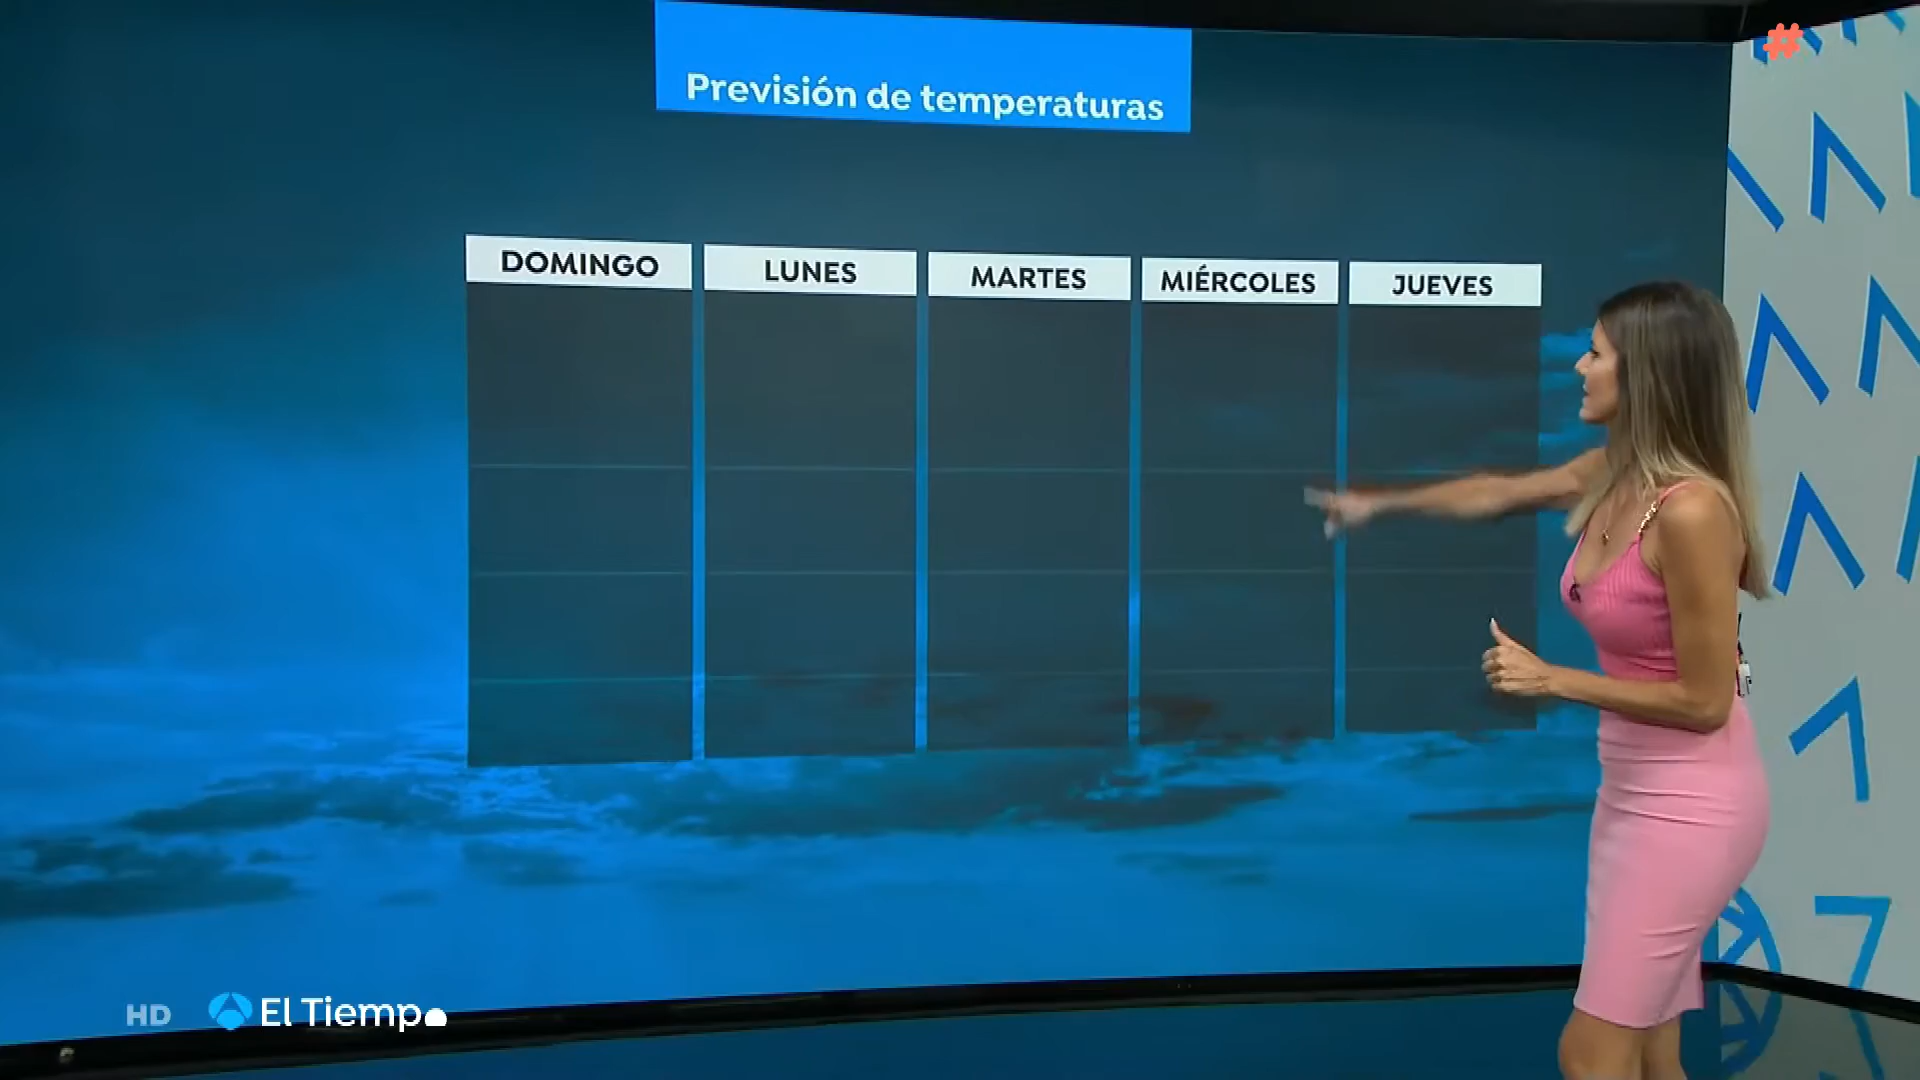 #
Previsión de temperaturas
DOMINGO
LUNES
MARTES
MIÉRCOLES
JUEVES
HD
El Tiempo